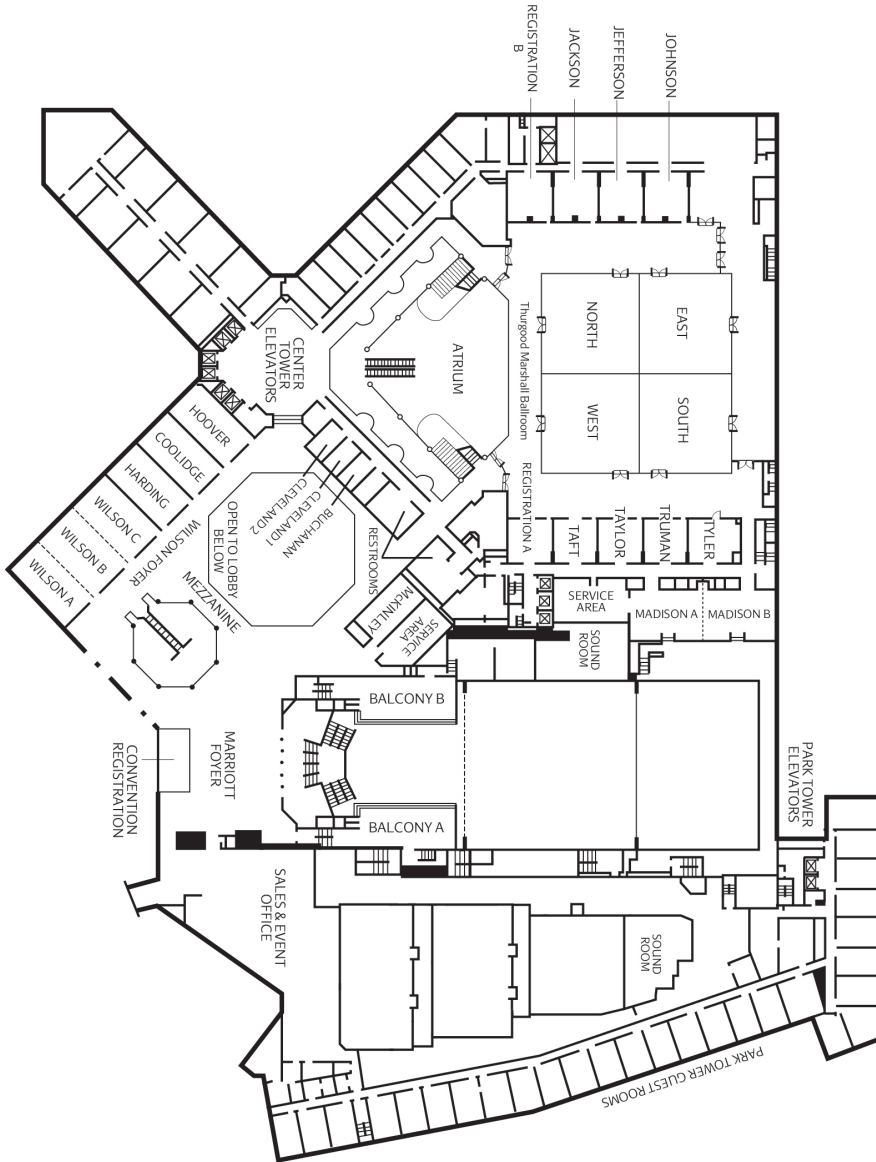 REGISTRATION
B
JACKSON
JEFFERSON
JOHNSON
NORTH
EAST
WEST
SOUTH
Thurgood Marshall Ballroom
ATRIUM
CENTER
TOWER
ELEVATORS
HOOVER
COOLIDGE
HARDING
WILSON C
WILSON B
WILSON A
WILSON FOYER
OPEN TO LOBBY
BELOW
CLEVELAND 2
CLEVELAND 1
BUCHANAN
RESTROOMS
REGISTRATION A
TAFT
TAYLOR
TRUMAN
TYLER
SERVICE
AREA
MADISON A
MADISON B
McKINLEY
SERVICE
AREA
SOUND
ROOM
MEZZANINE
BALCONY B
BALCONY A
MARRIOTT
FOYER
CONVENTION
REGISTRATION
PARK TOWER
ELEVATORS
SALES & EVENT
OFFICE
SOUND
ROOM
PARK TOWER GUEST ROOMS